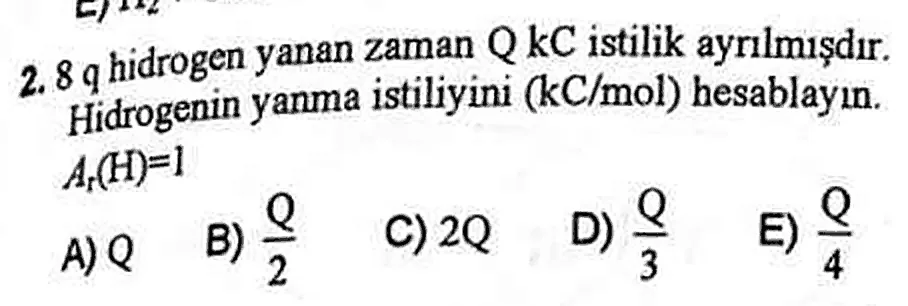 2. 8 q hidrogen yanan zaman Q kC istilik ayrılmışdır.
Hidrogenin yanma istiliyini (kC/mol) hesablayın.
Aᵣ(H)=1
A) Q B) Q/2 C) 2Q D) Q/3 E) Q/4